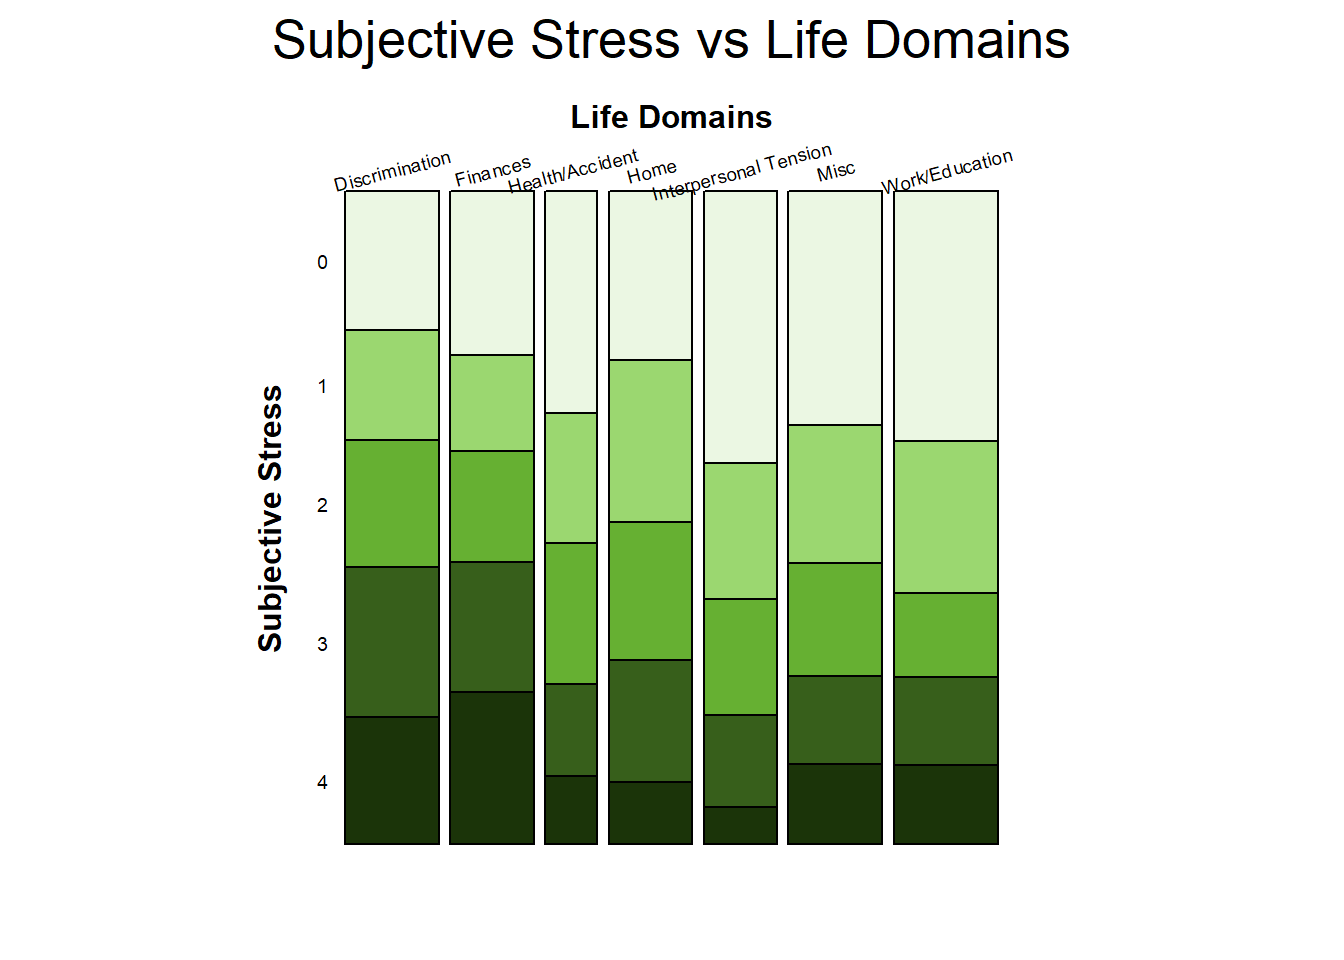 Subjective Stress vs Life Domains
Life Domains
Discrimination
Finances
Health/Accident
Home
Interpersonal Tension
Misc
Work/Education
Subjective Stress
0
1
2
3
4